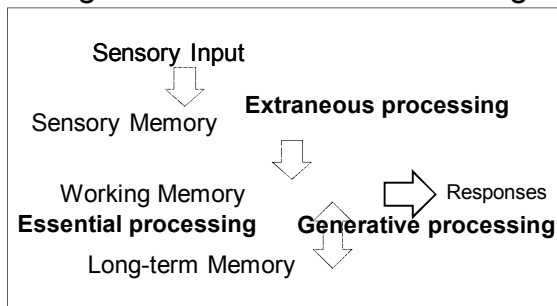 Sensory Input
Extraneous processing
Sensory Memory
Working Memory
Responses
Essential processing
Generative processing
Long-term Memory